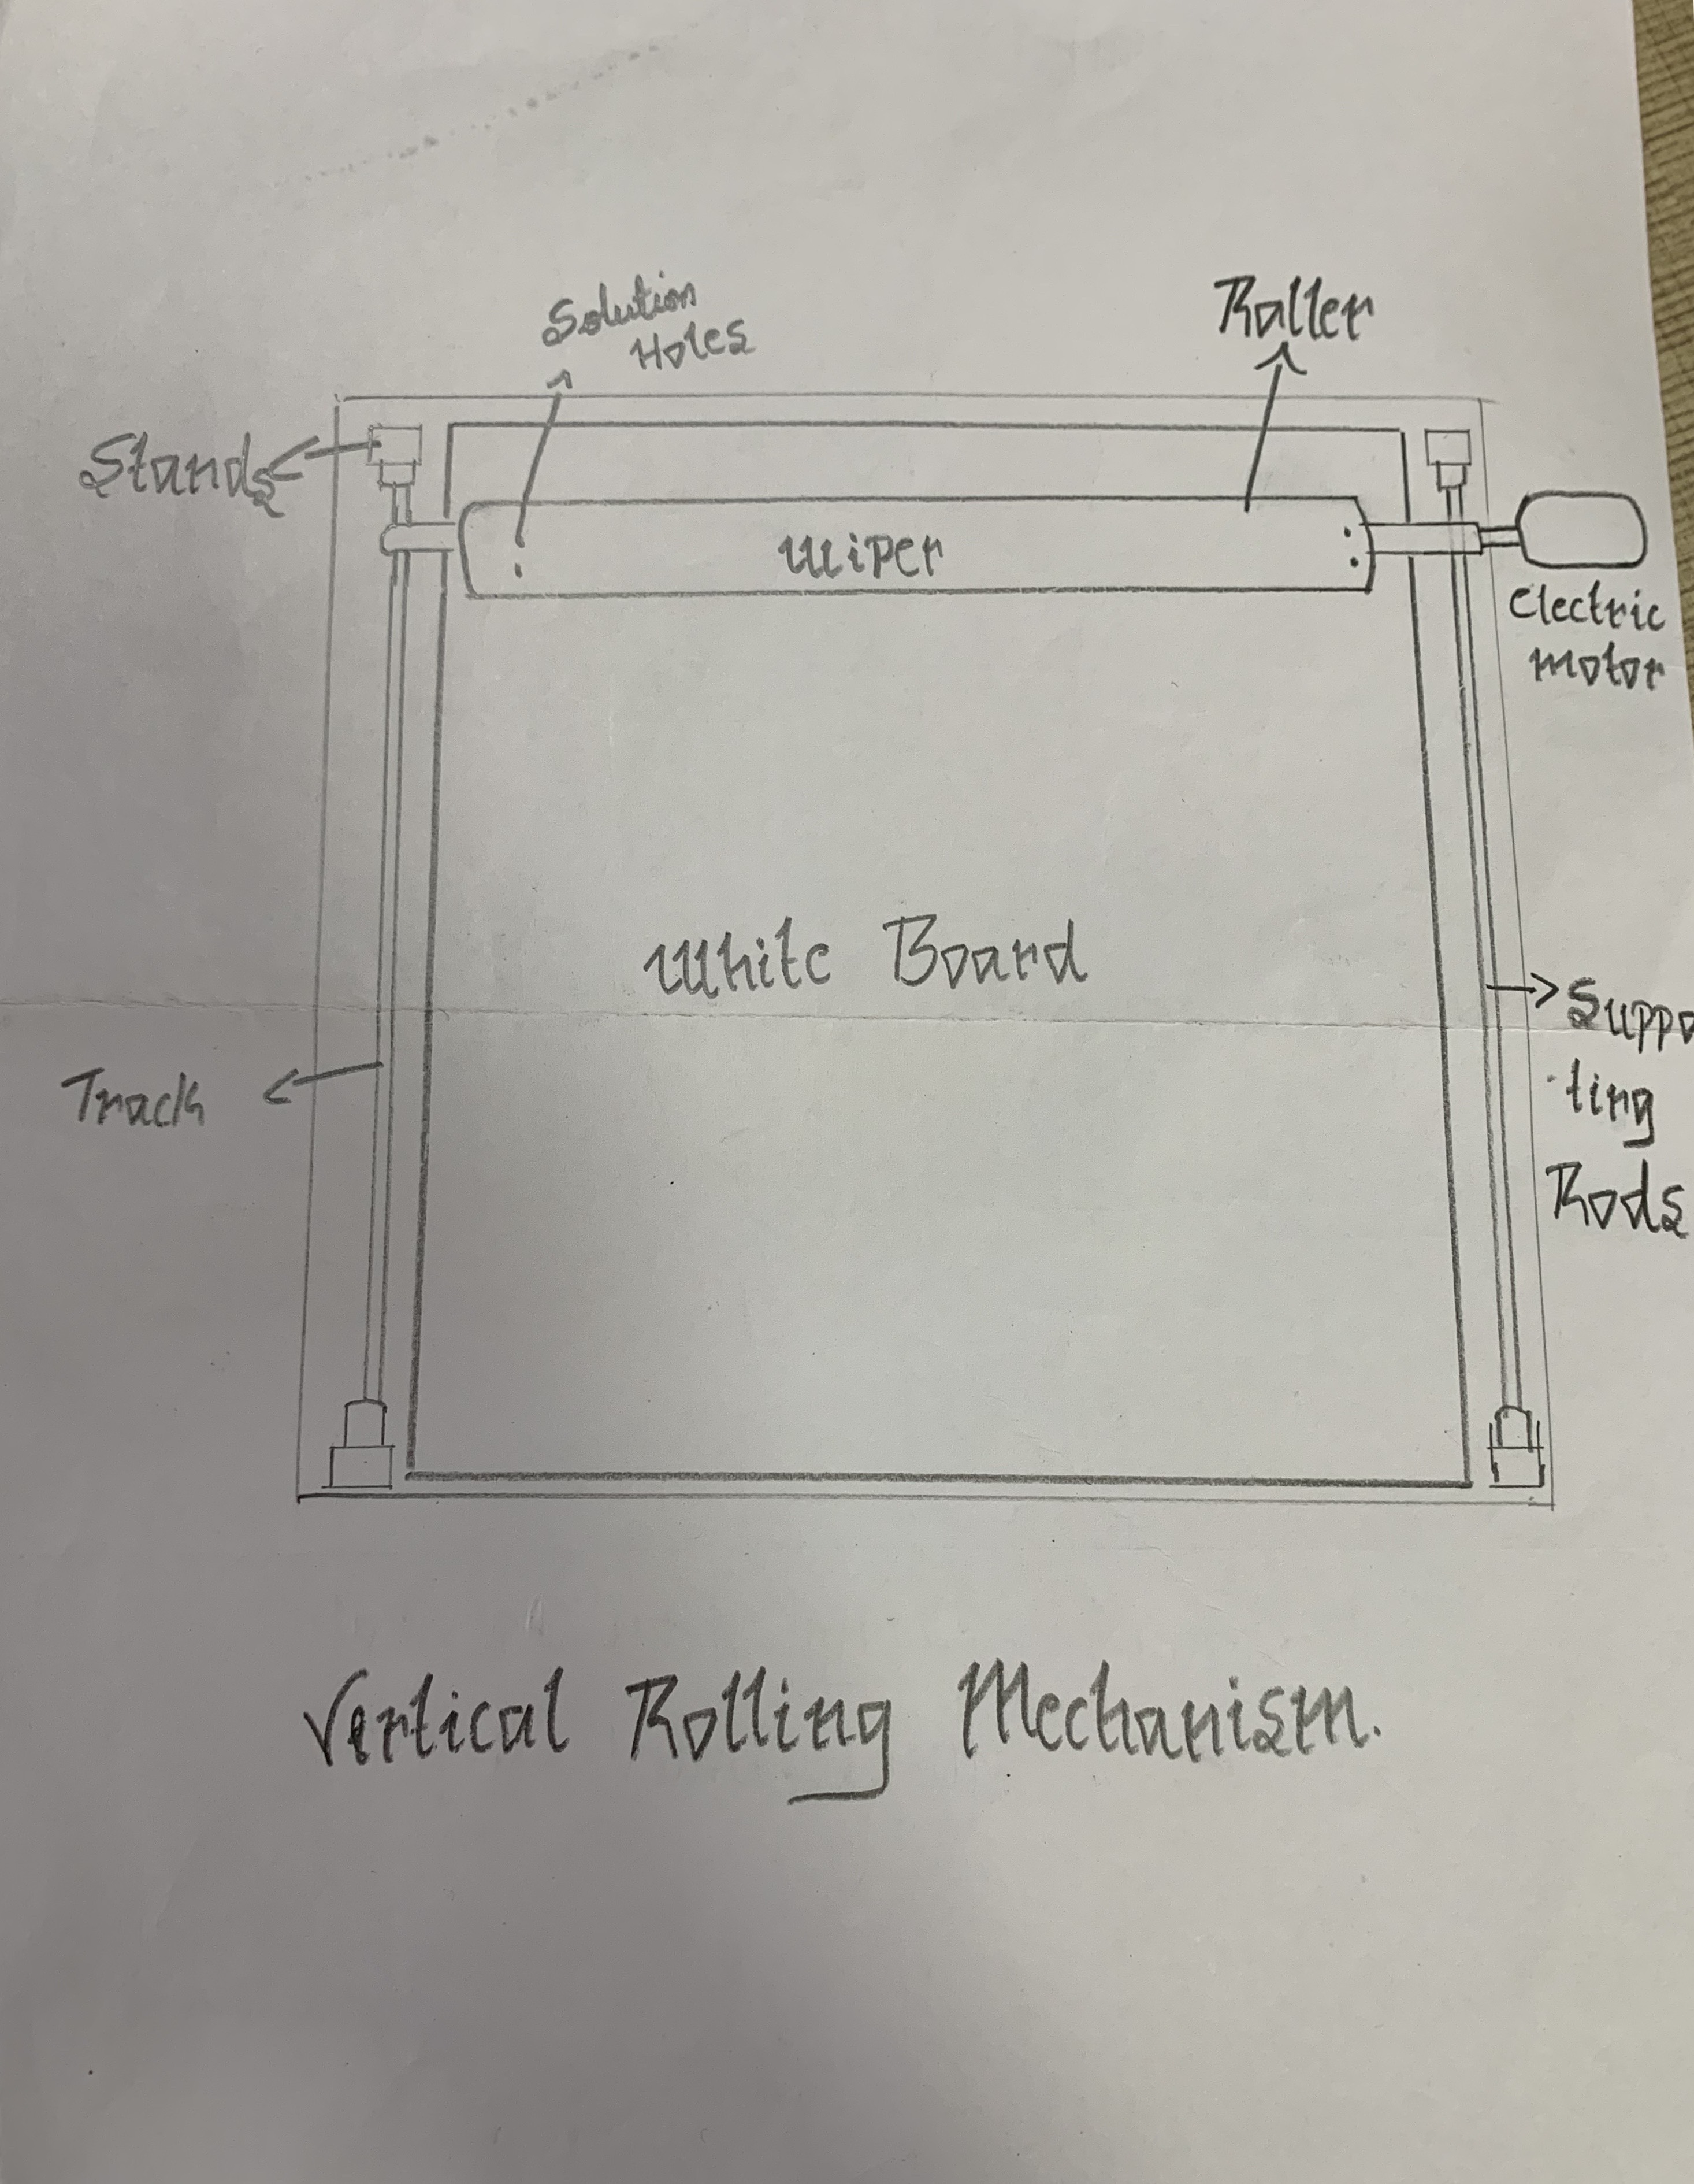 Solution
Holes
Roller
Stands
Wiper
Electric
motor
White Board
Suppo
ting
Rods
Track
Vertical Rolling Mechanism.